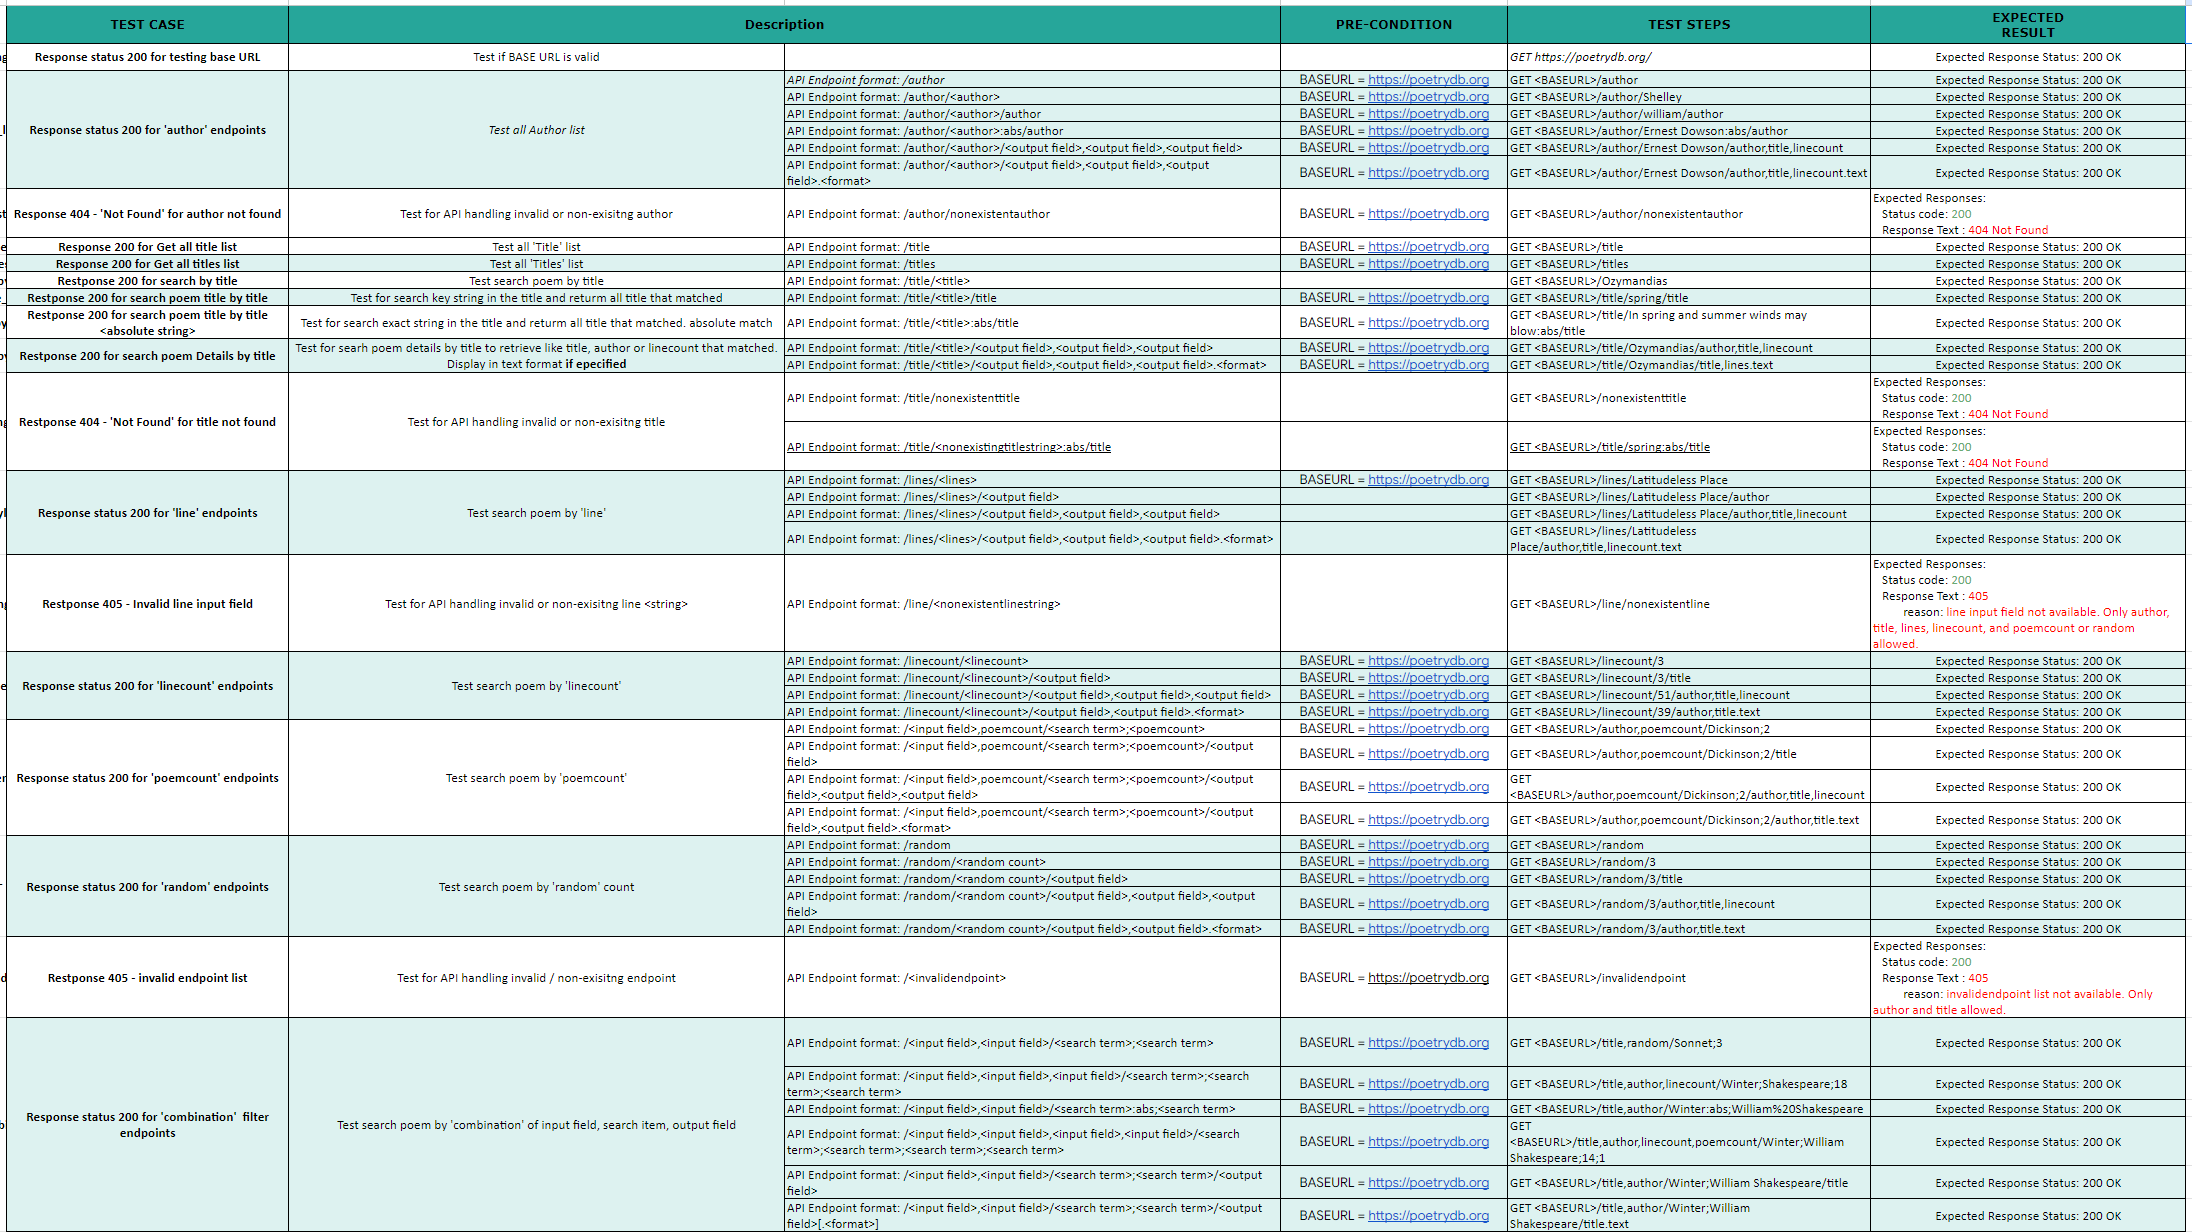 TEST CASE
Description
PRE-CONDITION
TEST STEPS
EXPECTED
RESULT
Response status 200 for testing base URL
Test if BASE URL is valid
GET https://poetrydb.org/
Expected Response Status: 200 OK
Response status 200 for 'author' endpoints
Test all Author list
API Endpoint format: /author
BASEURL = https://poetrydb.org
GET <BASEURL>/author
Expected Response Status: 200 OK
API Endpoint format: /author/<author>
BASEURL = https://poetrydb.org
GET <BASEURL>/author/Shelley
Expected Response Status: 200 OK
API Endpoint format: /author/<author>/author
BASEURL = https://poetrydb.org
GET <BASEURL>/author/william/author
Expected Response Status: 200 OK
API Endpoint format: /author/<author>:abs/author
BASEURL = https://poetrydb.org
GET <BASEURL>/author/Ernest Dowson:abs/author
Expected Response Status: 200 OK
API Endpoint format: /author/<author>/<output field>,<output field>,<output field>
BASEURL = https://poetrydb.org
GET <BASEURL>/author/Ernest Dowson/author,title,linecount
Expected Response Status: 200 OK
API Endpoint format: /author/<author>/<output field>,<output field>,<output
field>.<format>
BASEURL = https://poetrydb.org
GET <BASEURL>/author/Ernest Dowson/author,title,linecount.text
Expected Response Status: 200 OK
Response 404 - 'Not Found' for author not found
Test for API handling invalid or non-exisitng author
API Endpoint format: /author/nonexistentauthor
BASEURL = https://poetrydb.org
GET <BASEURL>/author/nonexistentauthor
Expected Responses:
Status code: 200
Response Text : 404 Not Found
Response 200 for Get all title list
Test all 'Title' list
API Endpoint format: /title
BASEURL = https://poetrydb.org
GET <BASEURL>/title
Expected Response Status: 200 OK
Response 200 for Get all titles list
Test all 'Titles' list
API Endpoint format: /titles
BASEURL = https://poetrydb.org
GET <BASEURL>/titles
Expected Response Status: 200 OK
Restponse 200 for search by title
Test search poem by title
API Endpoint format: /title/<title>
GET <BASEURL>/Ozymandias
Expected Response Status: 200 OK
Restponse 200 for search poem title by title
Test for search key string in the title and returm all title that matched
API Endpoint format: /title/<title>/title
BASEURL = https://poetrydb.org
GET <BASEURL>/title/spring/title
Expected Response Status: 200 OK
Restponse 200 for search poem title by title
<absolute string>
Test for search exact string in the title and returm all title that matched. absolute match
API Endpoint format: /title/<title>:abs/title
BASEURL = https://poetrydb.org
GET <BASEURL>/title/In spring and summer winds may
blow:abs/title
Expected Response Status: 200 OK
Restponse 200 for search poem Details by title
Test for searh poem details by title to retrieve like title, author or linecount that matched.
Display in text format if epecified
API Endpoint format: /title/<title>/<output field>,<output field>,<output field>
BASEURL = https://poetrydb.org
GET <BASEURL>/title/Ozymandias/author,title,linecount
Expected Response Status: 200 OK
API Endpoint format: /title/<title>/<output field>,<output field>,<output field>.<format>
BASEURL = https://poetrydb.org
GET <BASEURL>/title/Ozymandias/title,lines.text
Expected Response Status: 200 OK
Restponse 404 - 'Not Found' for title not found
Test for API handling invalid or non-exisitng title
API Endpoint format: /title/nonexistenttitle
GET <BASEURL>/nonexistenttitle
Expected Responses:
Status code: 200
Response Text : 404 Not Found
API Endpoint format: /title/<nonexistingtitlestring>:abs/title
GET <BASEURL>/title/spring:abs/title
Expected Responses:
Status code: 200
Response Text : 404 Not Found
Response status 200 for 'line' endpoints
Test search poem by 'line'
API Endpoint format: /lines/<lines>
BASEURL = https://poetrydb.org
GET <BASEURL>/lines/Latitudeless Place
Expected Response Status: 200 OK
API Endpoint format: /lines/<lines>/<output field>
GET <BASEURL>/lines/Latitudeless Place/author
Expected Response Status: 200 OK
API Endpoint format: /lines/<lines>/<output field>,<output field>,<output field>
GET <BASEURL>/lines/Latitudeless Place/author,title,linecount
Expected Response Status: 200 OK
API Endpoint format: /lines/<lines>/<output field>,<output field>,<output field>.<format>
GET <BASEURL>/lines/Latitudeless
Place/author,title,linecount.text
Expected Response Status: 200 OK
Restponse 405 - Invalid line input field
Test for API handling invalid or non-exisitng line <string>
API Endpoint format: /line/<nonexistentlinestring>
GET <BASEURL>/line/nonexistentline
Expected Responses:
Status code: 200
Response Text : 405
reason: line input field not available. Only author,
title, lines, linecount, and poemcount or random
allowed.
Response status 200 for 'linecount' endpoints
Test search poem by 'linecount'
API Endpoint format: /linecount/<linecount>
BASEURL = https://poetrydb.org
GET <BASEURL>/linecount/3
Expected Response Status: 200 OK
API Endpoint format: /linecount/<linecount>/<output field>
BASEURL = https://poetrydb.org
GET <BASEURL>/linecount/3/title
Expected Response Status: 200 OK
API Endpoint format: /linecount/<linecount>/<output field>,<output field>,<output field>
BASEURL = https://poetrydb.org
GET <BASEURL>/linecount/51/author,title,linecount
Expected Response Status: 200 OK
API Endpoint format: /linecount/<linecount>/<output field>,<output field>.<format>
BASEURL = https://poetrydb.org
GET <BASEURL>/linecount/39/author,title.text
Expected Response Status: 200 OK
Response status 200 for 'poemcount' endpoints
Test search poem by 'poemcount'
API Endpoint format: /<input field>,poemcount/<search term>;<poemcount>
BASEURL = https://poetrydb.org
GET <BASEURL>/author,poemcount/Dickinson;2
Expected Response Status: 200 OK
API Endpoint format: /<input field>,poemcount/<search term>;<poemcount>/<output
field>
BASEURL = https://poetrydb.org
GET <BASEURL>/author,poemcount/Dickinson;2/title
Expected Response Status: 200 OK
API Endpoint format: /<input field>,poemcount/<search term>;<poemcount>/<output
field>,<output field>,<output field>
BASEURL = https://poetrydb.org
GET
<BASEURL>/author,poemcount/Dickinson;2/author,title,linecount
Expected Response Status: 200 OK
API Endpoint format: /<input field>,poemcount/<search term>;<poemcount>/<output
field>,<output field>.<format>
BASEURL = https://poetrydb.org
GET <BASEURL>/author,poemcount/Dickinson;2/author,title.text
Expected Response Status: 200 OK
Response status 200 for 'random' endpoints
Test search poem by 'random' count
API Endpoint format: /random
BASEURL = https://poetrydb.org
GET <BASEURL>/random
Expected Response Status: 200 OK
API Endpoint format: /random/<random count>
BASEURL = https://poetrydb.org
GET <BASEURL>/random/3
Expected Response Status: 200 OK
API Endpoint format: /random/<random count>/<output field>
BASEURL = https://poetrydb.org
GET <BASEURL>/random/3/title
Expected Response Status: 200 OK
API Endpoint format: /random/<random count>/<output field>,<output field>,<output
field>
BASEURL = https://poetrydb.org
GET <BASEURL>/random/3/author,title,linecount
Expected Response Status: 200 OK
API Endpoint format: /random/<random count>/<output field>,<output field>.<format>
BASEURL = https://poetrydb.org
GET <BASEURL>/random/3/author,title.text
Expected Response Status: 200 OK
Restponse 405 - invalid endpoint list
Test for API handling invalid / non-exisitng endpoint
API Endpoint format: /<invalidendpoint>
BASEURL = https://poetrydb.org
GET <BASEURL>/invalidendpoint
Expected Responses:
Status code: 200
Response Text : 405
reason: invalidendpoint list not available. Only
author and title allowed.
Response status 200 for 'combination' filter
endpoints
Test search poem by 'combination' of input field, search item, output field
API Endpoint format: /<input field>,<input field>/<search term>;<search term>
BASEURL = https://poetrydb.org
GET <BASEURL>/title,random/Sonnet;3
Expected Response Status: 200 OK
API Endpoint format: /<input field>,<input field>,<input field>/<search term>;<search
term>;<search term>
BASEURL = https://poetrydb.org
GET <BASEURL>/title,author,linecount/Winter;Shakespeare;18
Expected Response Status: 200 OK
API Endpoint format: /<input field>,<input field>/<search term>:abs;<search term>
BASEURL = https://poetrydb.org
GET <BASEURL>/title,author/Winter:abs;William%20Shakespeare
Expected Response Status: 200 OK
API Endpoint format: /<input field>,<input field>,<input field>,<input field>/<search
term>;<search term>;<search term>;<search term>
BASEURL = https://poetrydb.org
GET
<BASEURL>/title,author,linecount,poemcount/Winter;William
Shakespeare;14;1
Expected Response Status: 200 OK
API Endpoint format: /<input field>,<input field>/<search term>;<search term>/<output
field>
BASEURL = https://poetrydb.org
GET <BASEURL>/title,author/Winter;William Shakespeare/title
Expected Response Status: 200 OK
API Endpoint format: /<input field>,<input field>/<search term>;<search term>/<output
field>[.<format>]
BASEURL = https://poetrydb.org
GET <BASEURL>/title,author/Winter;William
Shakespeare/title.text
Expected Response Status: 200 OK